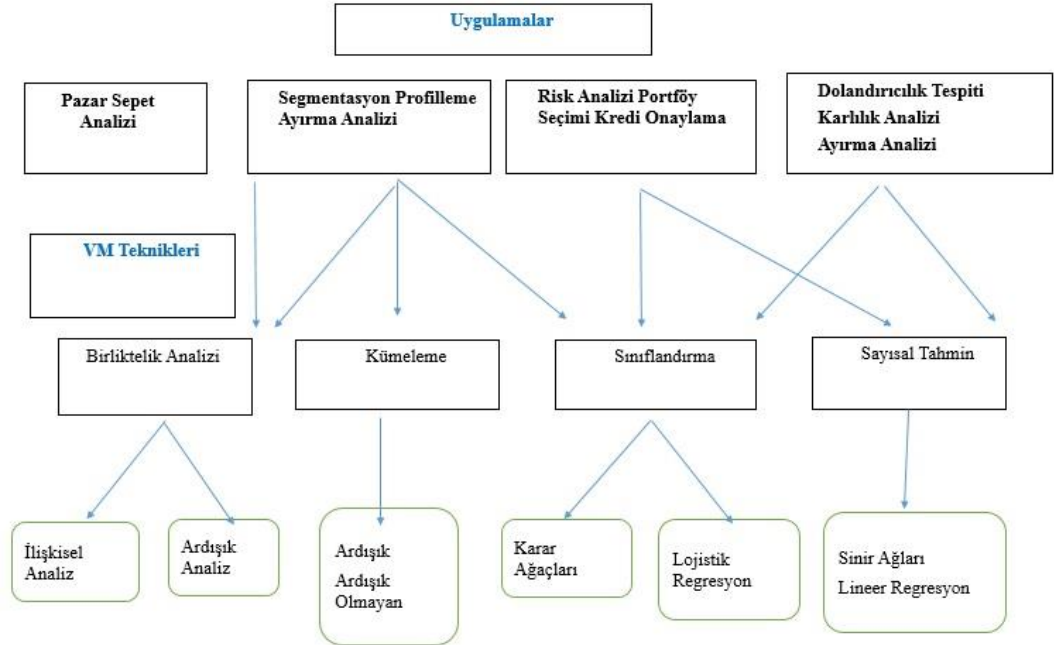 Uygulamalar
Pazar Sepet
Analizi
Segmentasyon Profilleme
Ayırma Analizi
Risk Analizi Portföy
Seçimi Kredi Onaylama
Dolandırıcılık Tespiti
Karlılık Analizi
Ayırma Analizi
VM Teknikleri
Birliktelik Analizi
Kümeleme
Sınıflandırma
Sayısal Tahmin
İlişkisel
Analiz
Ardışık
Analiz
Ardışık
Ardışık
Olmayan
Karar
Ağaçları
Lojistik
Regresyon
Sinir Ağları
Lineer Regresyon